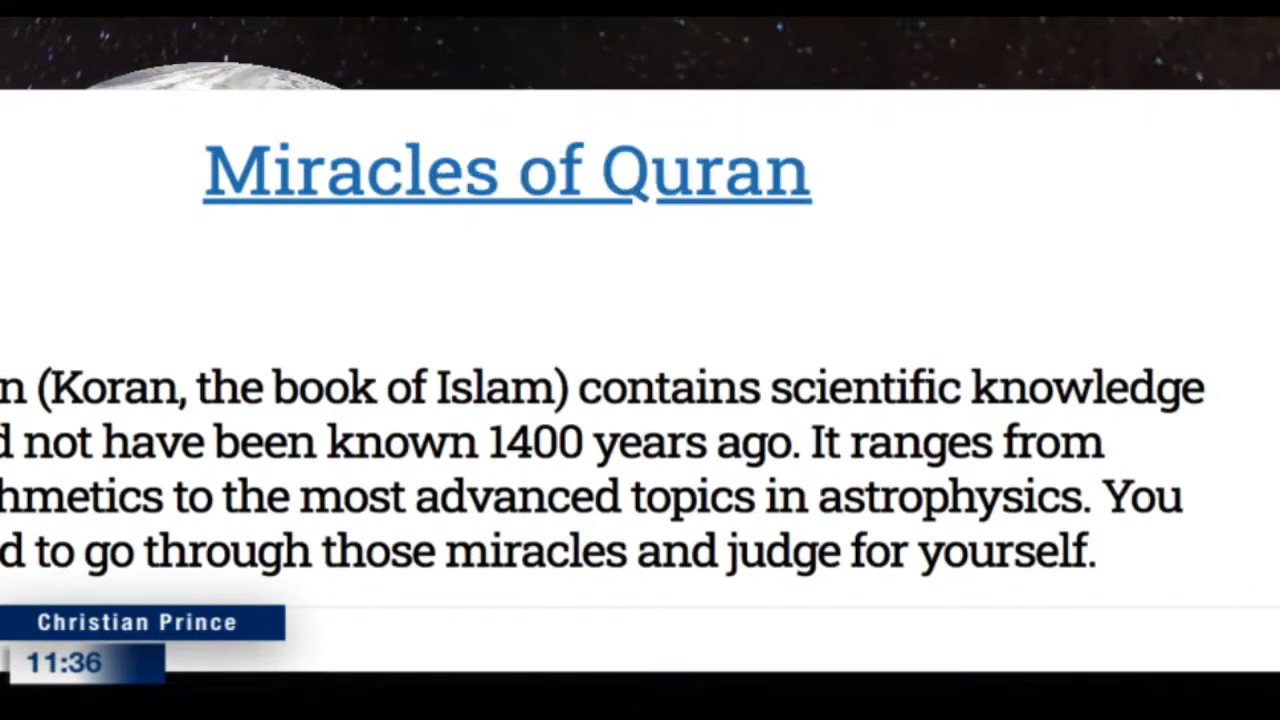 Miracles of Quran
n (Koran, the book of Islam) contains scientific knowledge
d not have been known 1400 years ago. It ranges from
hmetics to the most advanced topics in astrophysics. You
d to go through those miracles and judge for yourself.
Christian Prince
11:36